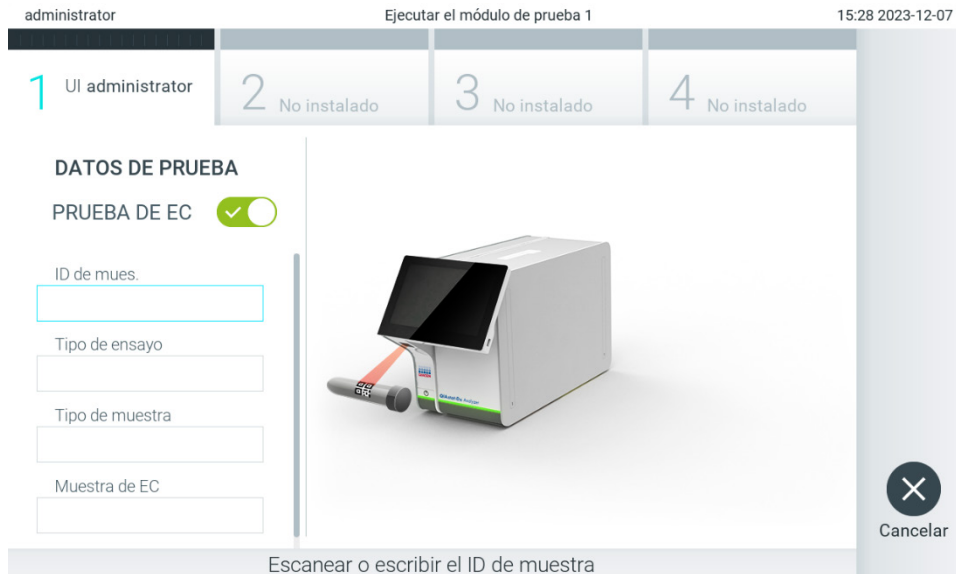 administrator Ejecutar el módulo de prueba 1 15:28 2023-12-07
1 UI administrator 2 No instalado 3 No instalado 4 No instalado
DATOS DE PRUEBA
PRUEBA DE EC
ID de mues.
Tipo de ensayo
Tipo de muestra
Muestra de EC
Cancelar
Escanear o escribir el ID de muestra